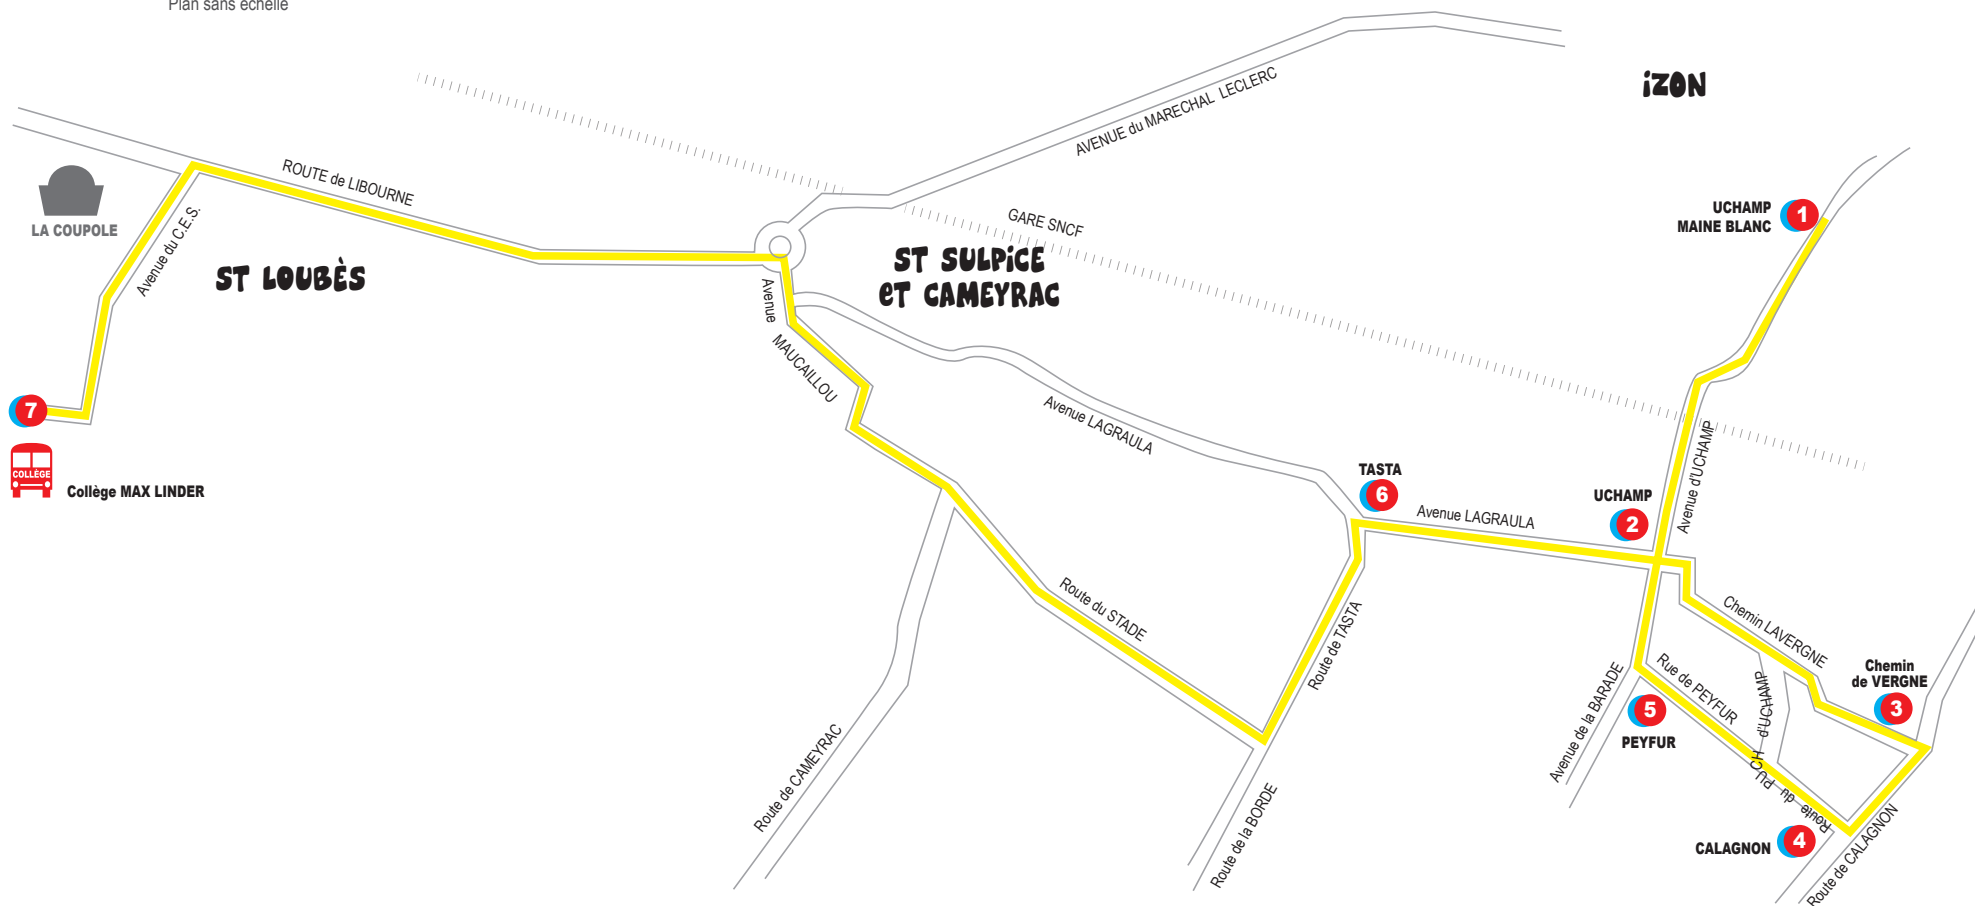 Plan sans échelle
iZON
AVENUE du MARECHAL LECLERC
ROUTE de LIBOURNE
UCHAMP
MAINE BLANC
1
LA COUPOLE
Avenue du C.E.S.
GARE SNCF
ST LOUBÈS
ST SULPiCE
eT CAMEYRAC
Avenue
MAUCAILLOU
7
COLLÈGE
Collège MAX LINDER
Avenue LAGRAULA
TASTA
6
Avenue LAGRAULA
UCHAMP
2
Avenue d'UCHAMP
Route du STADE
Route de TASTA
Chemin LAVERGNE
Chemin
de VERGNE
3
Rue de PEYFUR
Avenue de la BARADE
5
PEYFUR
Route du PUCH d'UCHAMP
Route de CAMEYRAC
Route de la BORDE
CALAGNON
4
Route de CALAGNON